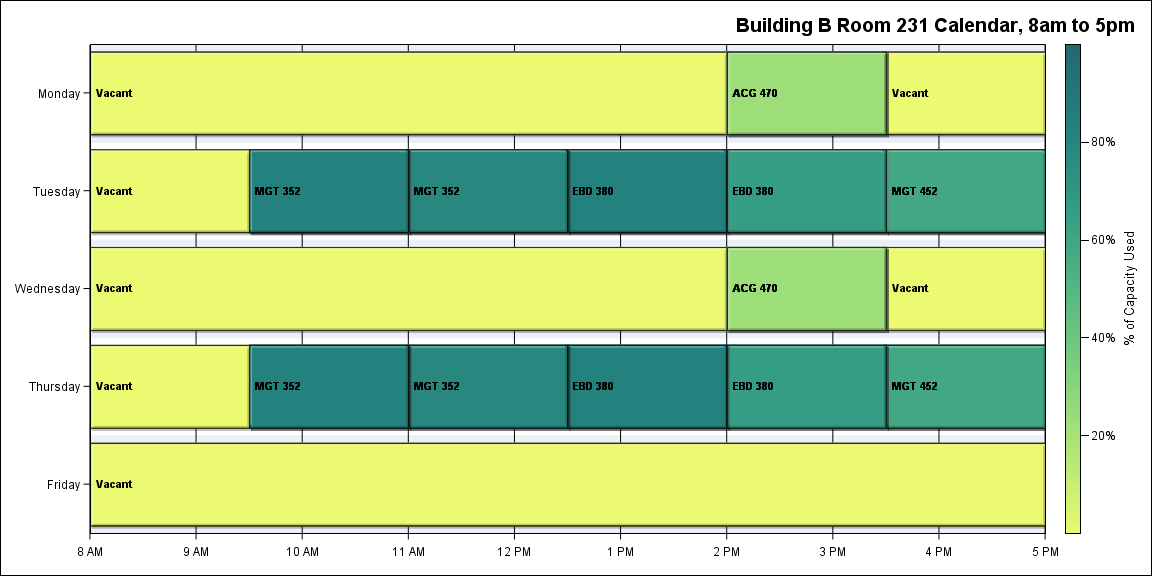 Building B Room 231 Calendar, 8am to 5pm
Monday
Vacant
ACG 470
Vacant
Tuesday
Vacant
MGT 352
MGT 352
EBD 380
EBD 380
MGT 452
Wednesday
Vacant
ACG 470
Vacant
Thursday
Vacant
MGT 352
MGT 352
EBD 380
EBD 380
MGT 452
Friday
Vacant
8 AM
9 AM
10 AM
11 AM
12 PM
1 PM
2 PM
3 PM
4 PM
5 PM
80%
60%
40%
20%
% of Capacity Used